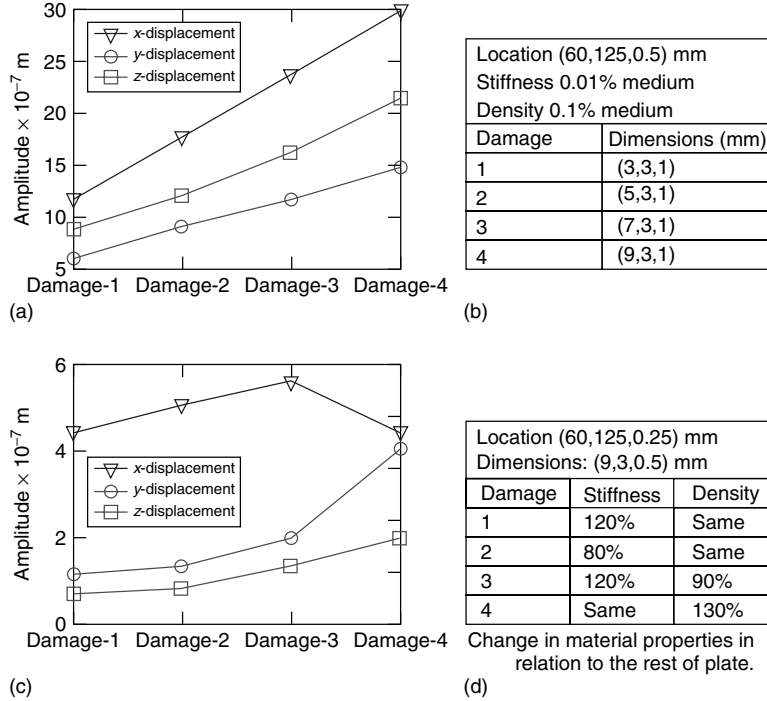 30
25
20
15
10
5
Amplitude × 10⁻⁷ m
x-displacement
y-displacement
z-displacement
Damage-1 Damage-2 Damage-3 Damage-4
(a)
Location (60,125,0.5) mm
Stiffness 0.01% medium
Density 0.1% medium
Damage Dimensions (mm)
1 (3,3,1)
2 (5,3,1)
3 (7,3,1)
4 (9,3,1)
(b)
6
4
2
0
Amplitude × 10⁻⁷ m
x-displacement
y-displacement
z-displacement
Damage-1 Damage-2 Damage-3 Damage-4
(c)
Location (60,125,0.25) mm
Dimensions: (9,3,0.5) mm
Damage Stiffness Density
1 120% Same
2 80% Same
3 120% 90%
4 Same 130%
Change in material properties in
relation to the rest of plate.
(d)